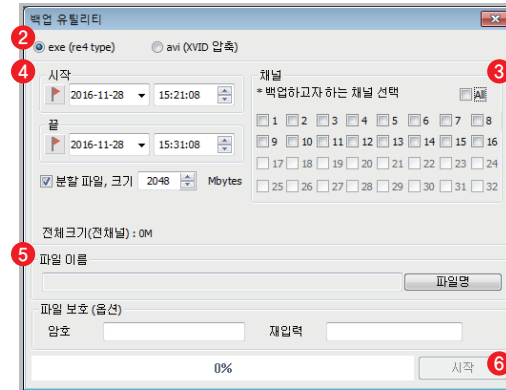 백업 유틸리티
2
exe (re4 type) avi (XVID 압축)
4
시작
2016-11-28 15:21:08
끝
2016-11-28 15:31:08
분할 파일, 크기 2048 Mbytes
전체크기(전채널) : 0M
채널
3
* 백업하고자 하는 채널 선택 All
1 2 3 4 5 6 7 8
9 10 11 12 13 14 15 16
17 18 19 20 21 22 23 24
25 26 27 28 29 30 31 32
5
파일 이름
파일명
파일 보호 (옵션)
암호 재입력
0% 시작
6